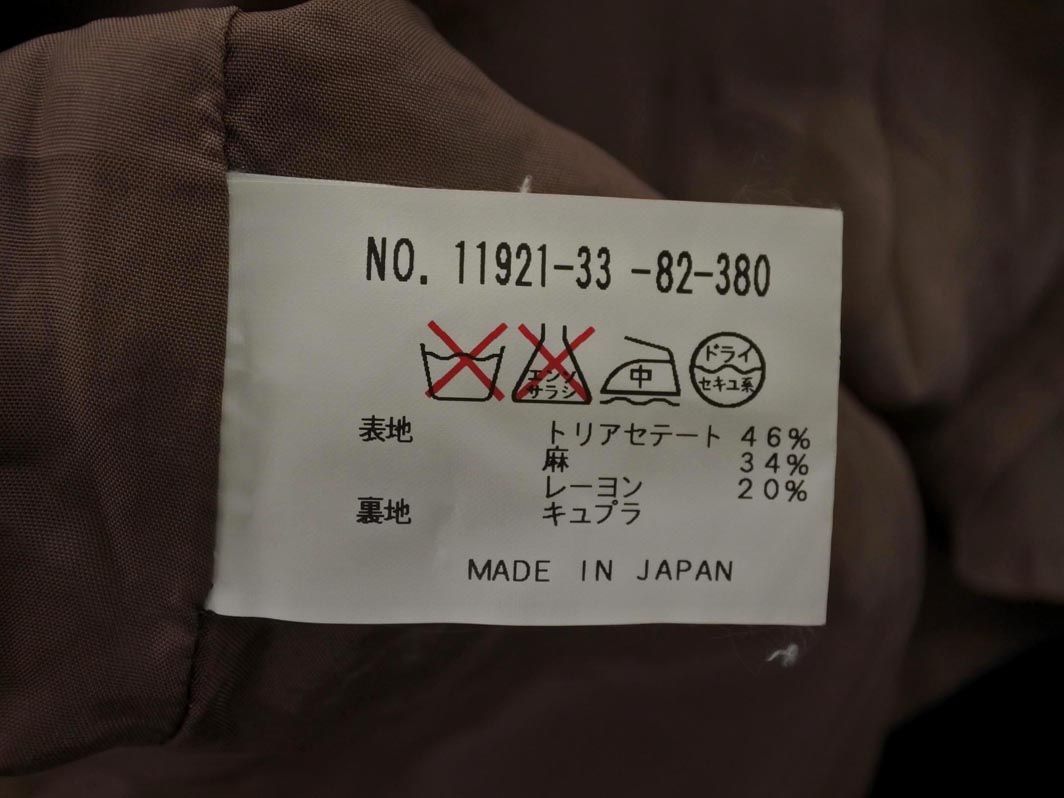 NO. 11921-33 -82-380
エンソ サラシ 中 ドライ セキユ系
表地 トリアセテート 46%
麻 34%
レーヨン 20%
裏地 キュプラ
MADE IN JAPAN